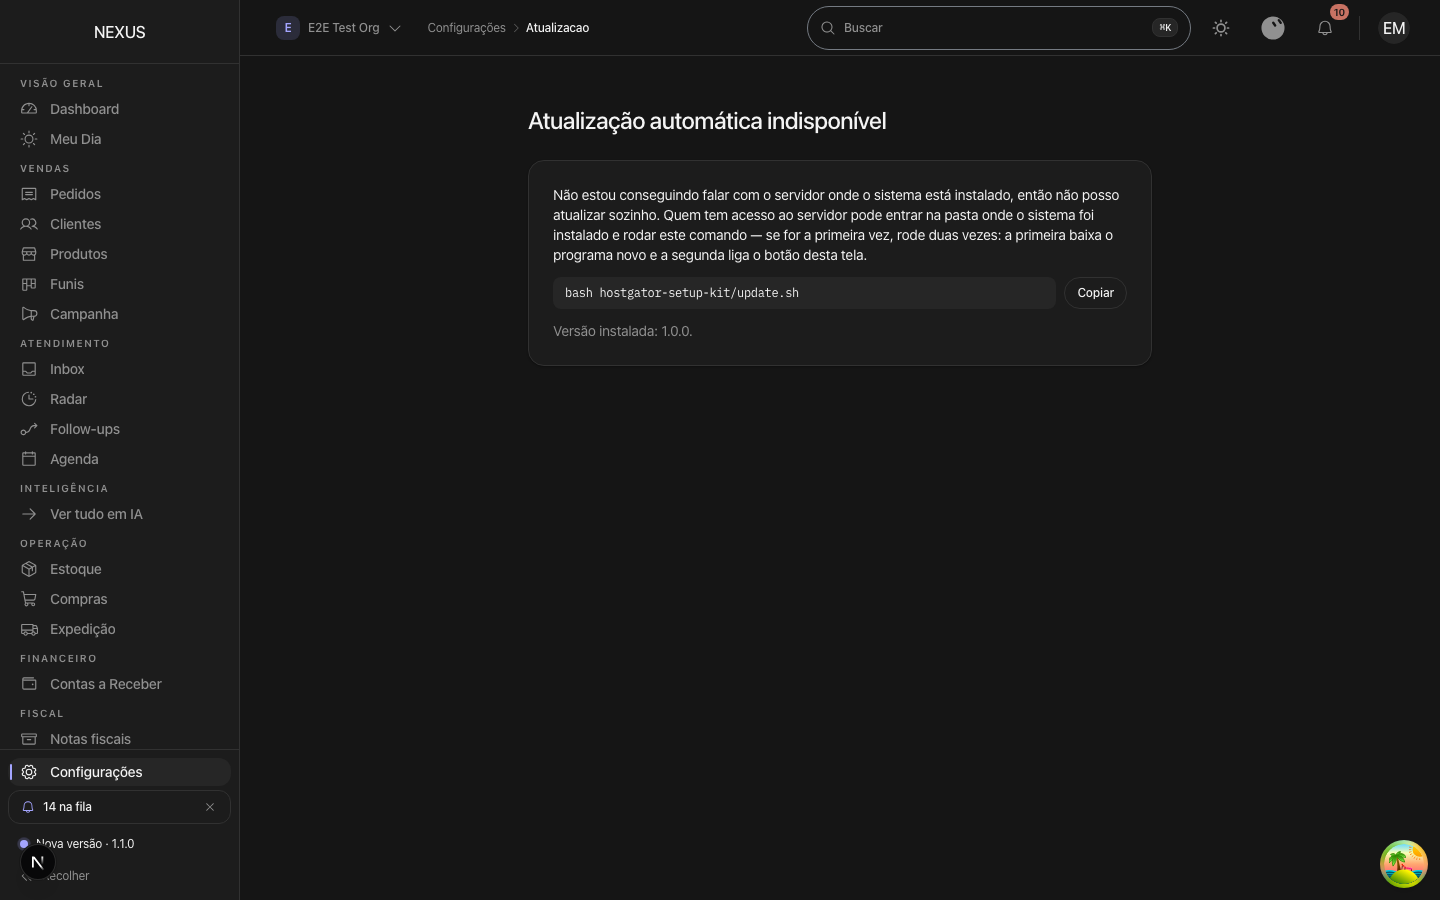 NEXUS
VISÃO GERAL
Dashboard
Meu Dia
VENDAS
Pedidos
Clientes
Produtos
Funis
Campanha
ATENDIMENTO
Inbox
Radar
Follow-ups
Agenda
INTELIGÊNCIA
Ver tudo em IA
OPERAÇÃO
Estoque
Compras
Expedição
FINANCEIRO
Contas a Receber
FISCAL
Notas fiscais
Configurações
14 na fila
Nova versão · 1.1.0
N
E E2E Test Org Configurações Atualizacao Buscar ⌘K 10 EM
Atualização automática indisponível
Não estou conseguindo falar com o servidor onde o sistema está instalado, então não posso
atualizar sozinho. Quem tem acesso ao servidor pode entrar na pasta onde o sistema foi
instalado e rodar este comando — se for a primeira vez, rode duas vezes: a primeira baixa o
programa novo e a segunda liga o botão desta tela.
bash hostgator-setup-kit/update.sh Copiar
Versão instalada: 1.0.0.